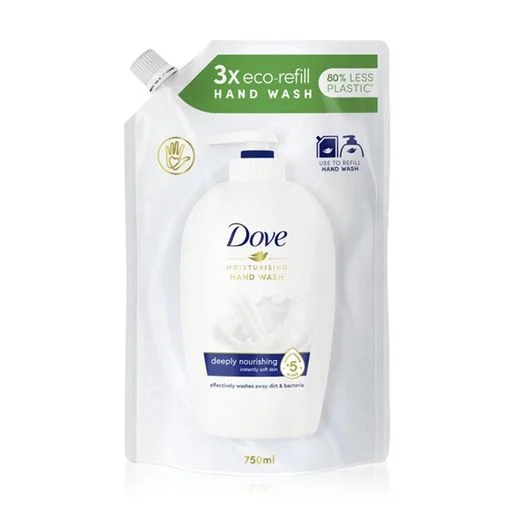 3x eco-refill
HAND WASH
80% LESS
PLASTIC*
USE TO REFILL
HAND WASH
Dove
MOISTURISING
HAND WASH
deeply nourishing
instantly soft skin
+5
effectively washes away dirt & bacteria
750ml